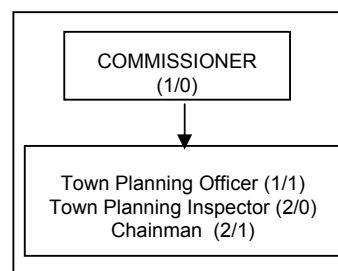 COMMISSIONER
(1/0)
Town Planning Officer (1/1)
Town Planning Inspector (2/0)
Chainman (2/1)